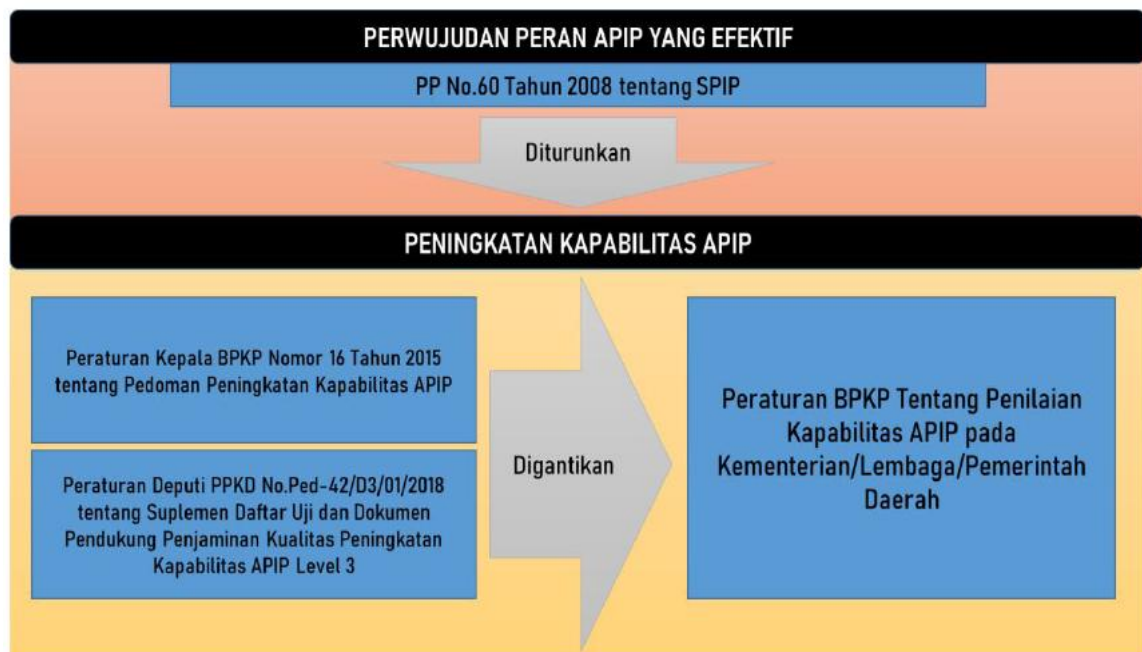 PERWUJUDAN PERAN APIP YANG EFEKTIF
PP No.60 Tahun 2008 tentang SPIP
Diturunkan
PENINGKATAN KAPABILITAS APIP
Peraturan Kepala BPKP Nomor 16 Tahun 2015
tentang Pedoman Peningkatan Kapabilitas APIP
Peraturan Deputi PPKD No.Ped-42/D3/01/2018
tentang Suplemen Daftar Uji dan Dokumen
Pendukung Penjaminan Kualitas Peningkatan
Kapabilitas APIP Level 3
Digantikan
Peraturan BPKP Tentang Penilaian
Kapabilitas APIP pada
Kementerian/Lembaga/Pemerintah
Daerah